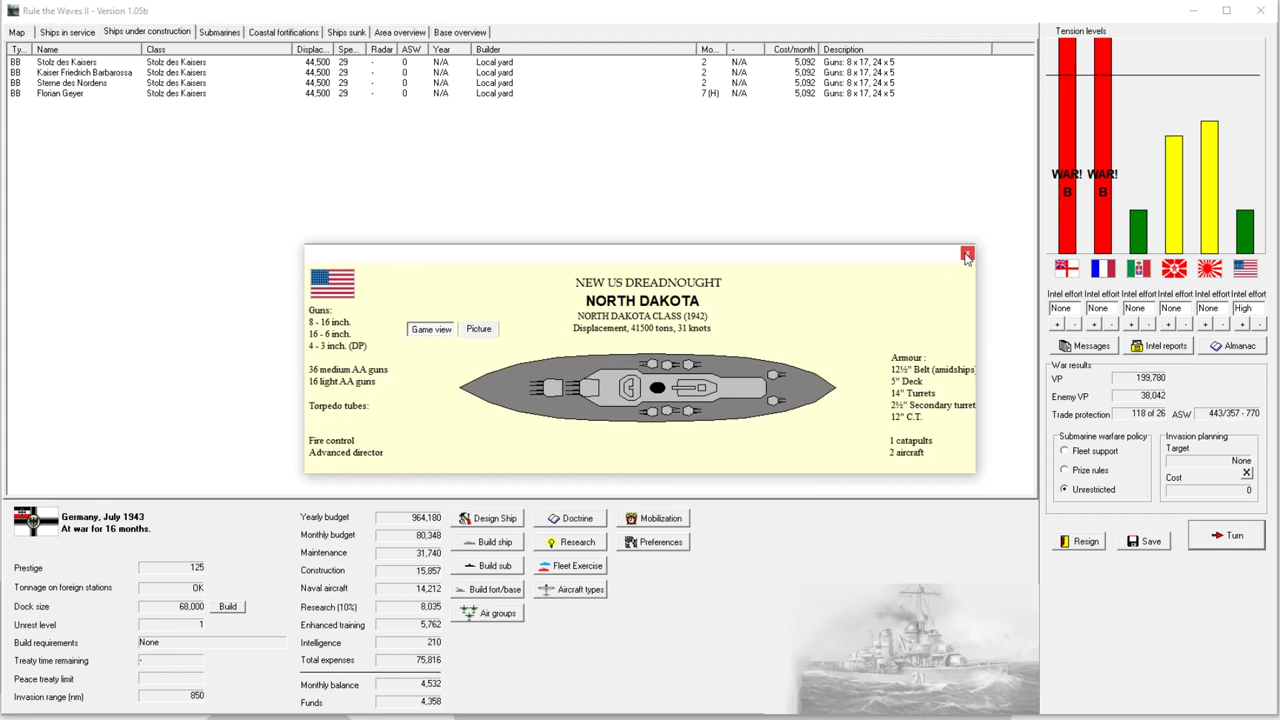 Rule the Waves II - Version 1.05b
Map Ships in service Ships under construction Submarines Coastal fortifications Ships sunk Area overview Base overview
Ty... Name Class Displac... Spe... Radar ASW Year Builder Mo... - Cost/month Description
BB Stolz des Kaisers Stolz des Kaisers 44,500 29 - 0 N/A Local yard 2 N/A 5,092 Guns: 8 x 17, 24 x 5
BB Kaiser Friedrich Barbarossa Stolz des Kaisers 44,500 29 - 0 N/A Local yard 2 N/A 5,092 Guns: 8 x 17, 24 x 5
BB Sterne des Nordens Stolz des Kaisers 44,500 29 - 0 N/A Local yard 2 N/A 5,092 Guns: 8 x 17, 24 x 5
BB Florian Geyer Stolz des Kaisers 44,500 29 - 0 N/A Local yard 7 (H) N/A 5,092 Guns: 8 x 17, 24 x 5
NEW US DREADNOUGHT
NORTH DAKOTA
NORTH DAKOTA CLASS (1942)
Displacement, 41500 tons, 31 knots
Guns:
8 - 16 inch.
16 - 6 inch.
4 - 3 inch. (DP)
36 medium AA guns
16 light AA guns
Torpedo tubes:
Fire control
Advanced director
Game view Picture
Armour :
12½" Belt (amidships)
5" Deck
14" Turrets
2½" Secondary turret
12" C.T.
1 catapults
2 aircraft
Germany, July 1943
At war for 16 months.
Prestige 125
Tonnage on foreign stations OK
Dock size 68,000 Build
Unrest level 1
Build requirements None
Treaty time remaining -
Peace treaty limit
Invasion range (nm) 850
Yearly budget 964,180
Monthly budget 80,348
Maintenance 31,740
Construction 15,857
Naval aircraft 14,212
Research (10%) 8,035
Enhanced training 5,762
Intelligence 210
Total expenses 75,816
Monthly balance 4,532
Funds 4,358
Design Ship Doctrine Mobilization
Build ship Research Preferences
Build sub Fleet Exercise
Build fort/base Aircraft types
Air groups
Tension levels
WAR! WAR!
B B
Intel effort Intel effort Intel effort Intel effort Intel effort Intel effort
None None None None None High
+ - + - + - + - + - + -
Messages Intel reports Almanac
War results
VP 199,780
Enemy VP 38,042
Trade protection 118 of 26 ASW 443/357 - 770
Submarine warfare policy
Fleet support
Prize rules
Unrestricted
Invasion planning
Target
None
Cost X
0
Resign Save Turn